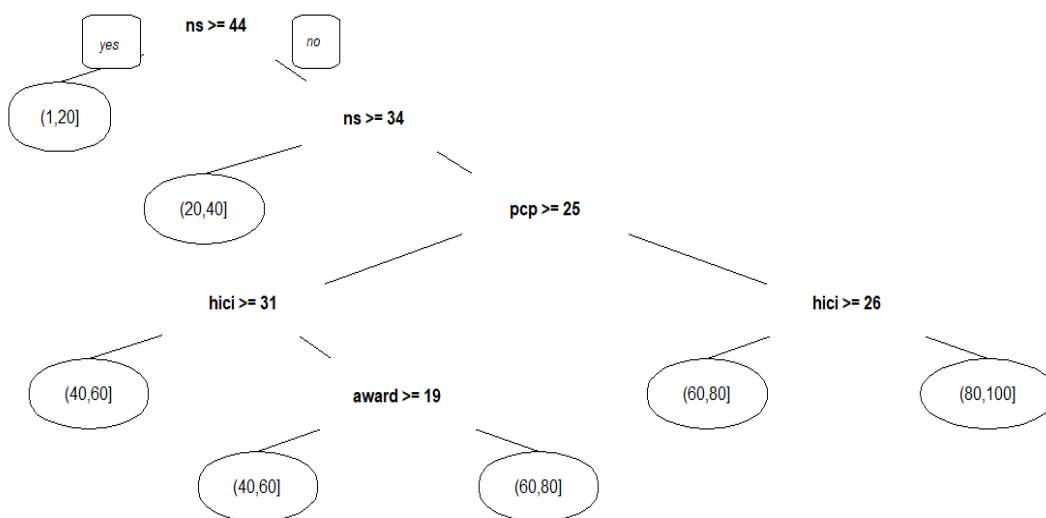 ns >= 44
yes
no
(1,20]
ns >= 34
(20,40]
pcp >= 25
hici >= 31
hici >= 26
(40,60]
award >= 19
(60,80]
(80,100]
(40,60]
(60,80]